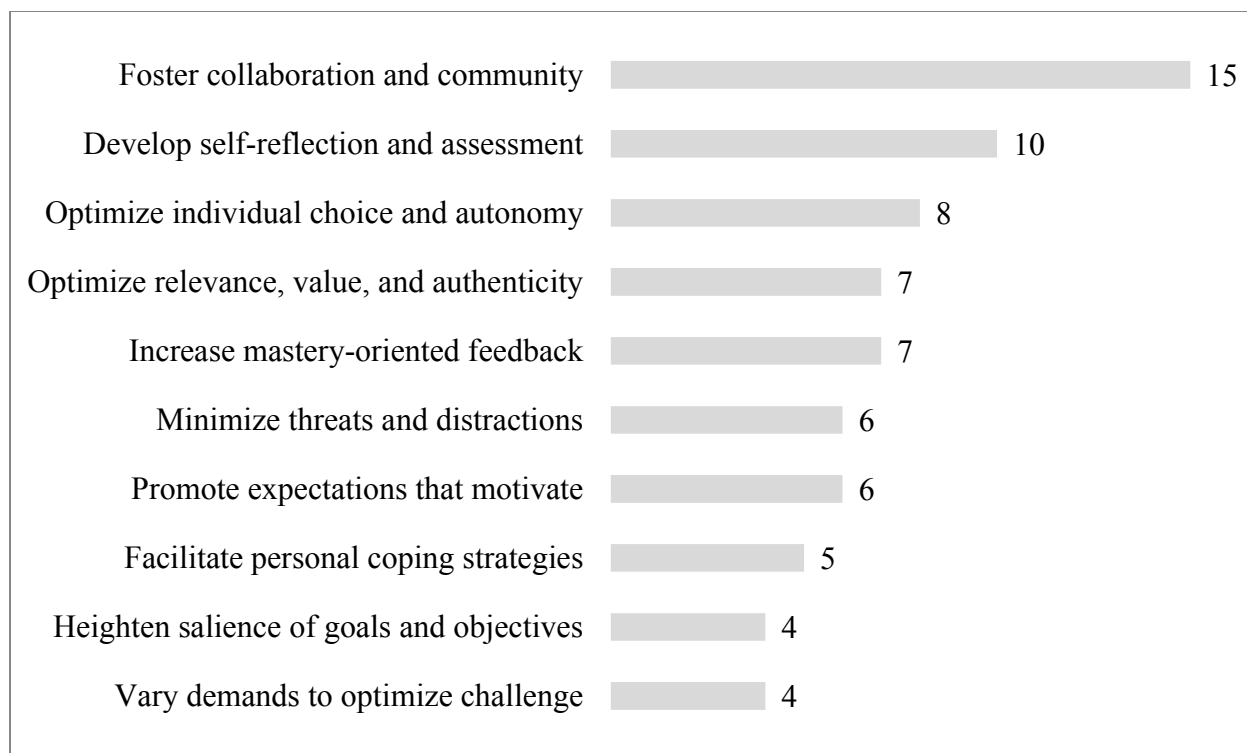 Foster collaboration and community 15
Develop self-reflection and assessment 10
Optimize individual choice and autonomy 8
Optimize relevance, value, and authenticity 7
Increase mastery-oriented feedback 7
Minimize threats and distractions 6
Promote expectations that motivate 6
Facilitate personal coping strategies 5
Heighten salience of goals and objectives 4
Vary demands to optimize challenge 4